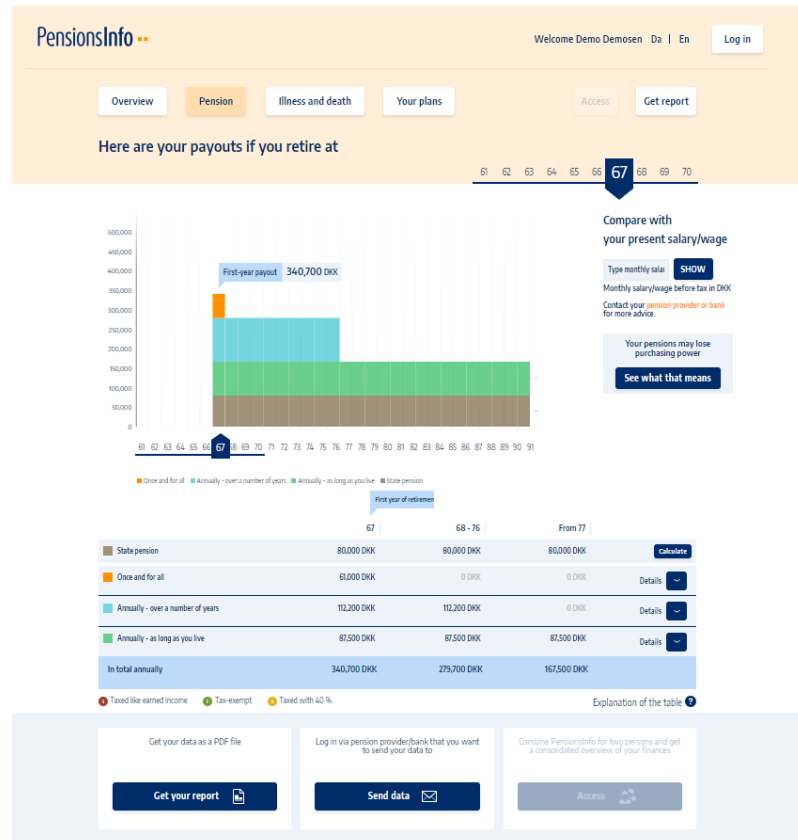 PensionsInfo
Welcome Demo Demosen Da | En Log in
Overview Pension Illness and death Your plans Access Get report
Here are your payouts if you retire at
61 62 63 64 65 66 67 68 69 70
Compare with
your present salary/wage
Type monthly salar SHOW
Monthly salary/wage before tax in DKK
Contact your pension provider or bank
for more advice.
Your pensions may lose
purchasing power
See what that means
500,000
450,000
400,000
350,000
300,000
250,000
200,000
150,000
100,000
50,000
0
First-year payout 340,700 DKK
61 62 63 64 65 66 67 68 69 70 71 72 73 74 75 76 77 78 79 80 81 82 83 84 85 86 87 88 89 90 91
Once and for all Annually - over a number of years Annually - as long as you live State pension
First year of retiremen
67 68 - 76 From 77
State pension 80,000 DKK 80,000 DKK 80,000 DKK Calculate
Once and for all 61,000 DKK 0 DKK 0 DKK Details
Annually - over a number of years 112,200 DKK 112,200 DKK 0 DKK Details
Annually - as long as you live 87,500 DKK 87,500 DKK 87,500 DKK Details
In total annually 340,700 DKK 279,700 DKK 167,500 DKK
Taxed like earned income Tax-exempt Taxed with 40 % Explanation of the table ?
Get your data as a PDF file
Get your report
Log in via pension provider/bank that you want
to send your data to
Send data
Combine PensionsInfo for two persons and get
a consolidated overview of your finances
Access